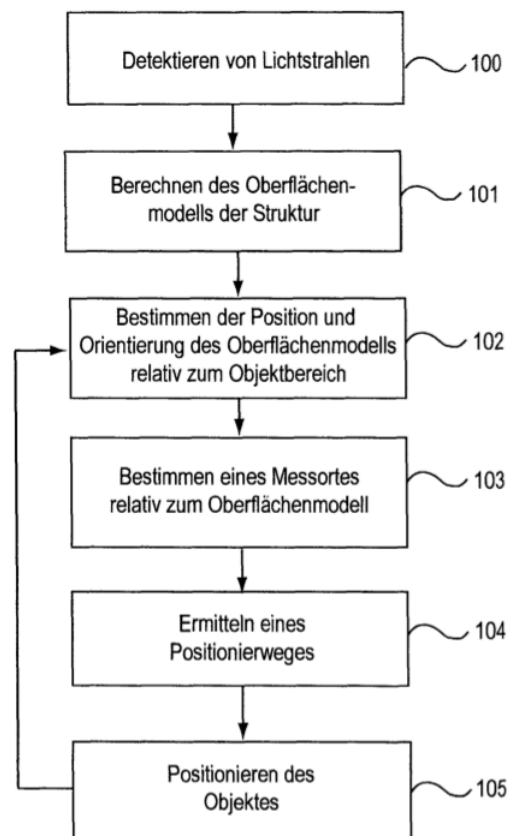 Detektieren von Lichtstrahlen
100
Berechnen des Oberflächen-
modells der Struktur
101
Bestimmen der Position und
Orientierung des Oberflächenmodells
relativ zum Objektbereich
102
Bestimmen eines Messortes
relativ zum Oberflächenmodell
103
Ermitteln eines
Positionierweges
104
Positionieren des
Objektes
105